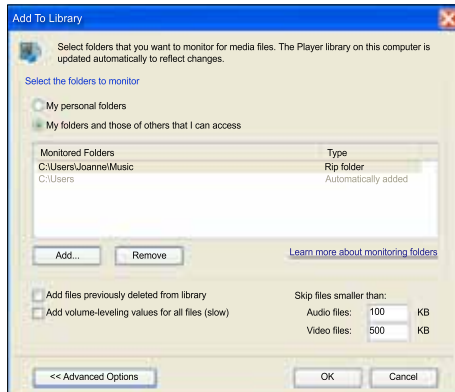 Add To Library
Select folders that you want to monitor for media files. The Player library on this computer is
updated automatically to reflect changes.
Select the folders to monitor
My personal folders
My folders and those of others that I can access
Monitored Folders Type
C:\Users\Joanne\Music Rip folder
C:\Users Automatically added
Add... Remove Learn more about monitoring folders
Add files previously deleted from library Skip files smaller than:
Add volume-leveling values for all files (slow) Audio files: 100 KB
Video files: 500 KB
<< Advanced Options OK Cancel